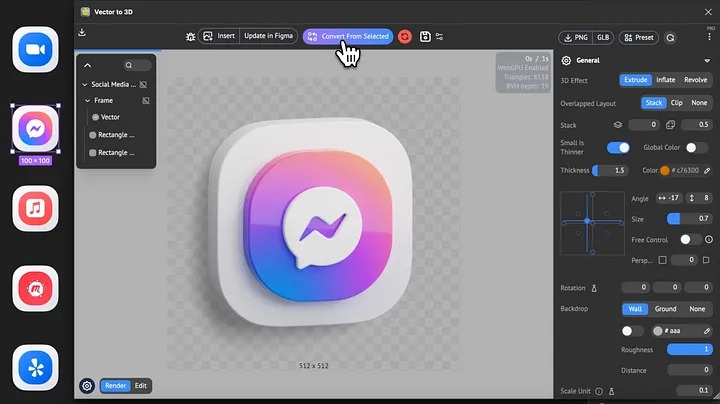 Vector to 3D
PRO
Insert
Update in Figma
Convert From Selected
PNG
GLB
Preset
Social Media ...
Frame
Vector
Rectangle ...
Rectangle ...
100 × 100
0s / 1s
WebGPU Enabled
Triangles: 8138
BVH depth: 19
512 x 512
Render
Edit
General
3D Effect
Extrude
Inflate
Revolve
Overlapped Layout
Stack
Clip
None
Stack
0
0.5
Small Is Thinner
Global Color
Thickness
1.5
Color
# c76300
Angle
-17
8
Size
0.7
Free Control
Persp...
0
Rotation
0
0
0
Backdrop
Wall
Ground
None
# aaa
Roughness
1
Distance
0
Scale Unit
0.1